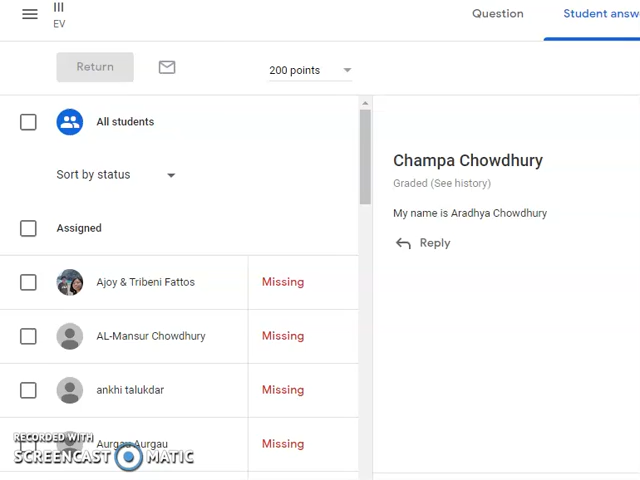 III
EV
Question
Student answ
Return
200 points
All students
Sort by status
Assigned
Ajoy & Tribeni Fattos
Missing
AL-Mansur Chowdhury
Missing
ankhi talukdar
Missing
Aurgau Aurgau
Missing
Champa Chowdhury
Graded (See history)
My name is Aradhya Chowdhury
Reply
RECORDED WITH
SCREENCAST MATIC